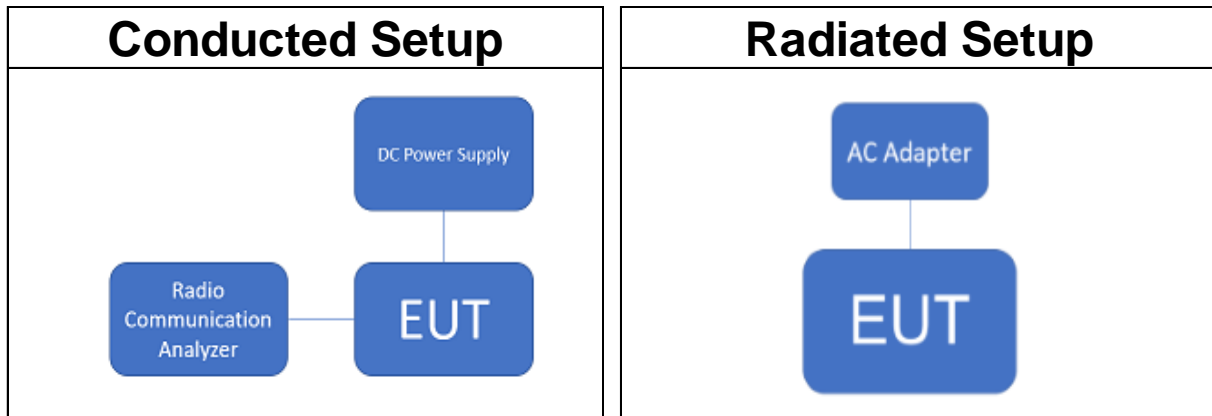 Conducted Setup
DC Power Supply
Radio
Communication
Analyzer
EUT
Radiated Setup
AC Adapter
EUT